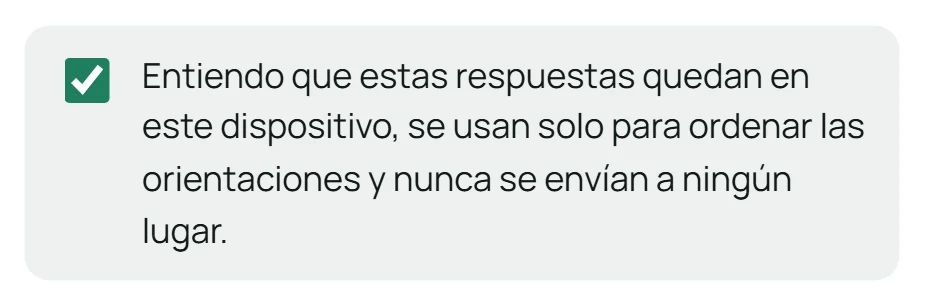 Entiendo que estas respuestas quedan en
este dispositivo, se usan solo para ordenar las
orientaciones y nunca se envían a ningún
lugar.